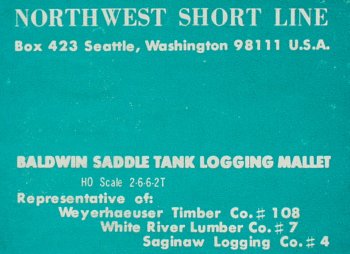 NORTHWEST SHORT LINE
Box 423 Seattle, Washington 98111 U.S.A.
BALDWIN SADDLE TANK LOGGING MALLET
HO Scale 2-6-6-2T
Representative of:
Weyerhaeuser Timber Co.# 108
White River Lumber Co.# 7
Saginaw Logging Co.# 4